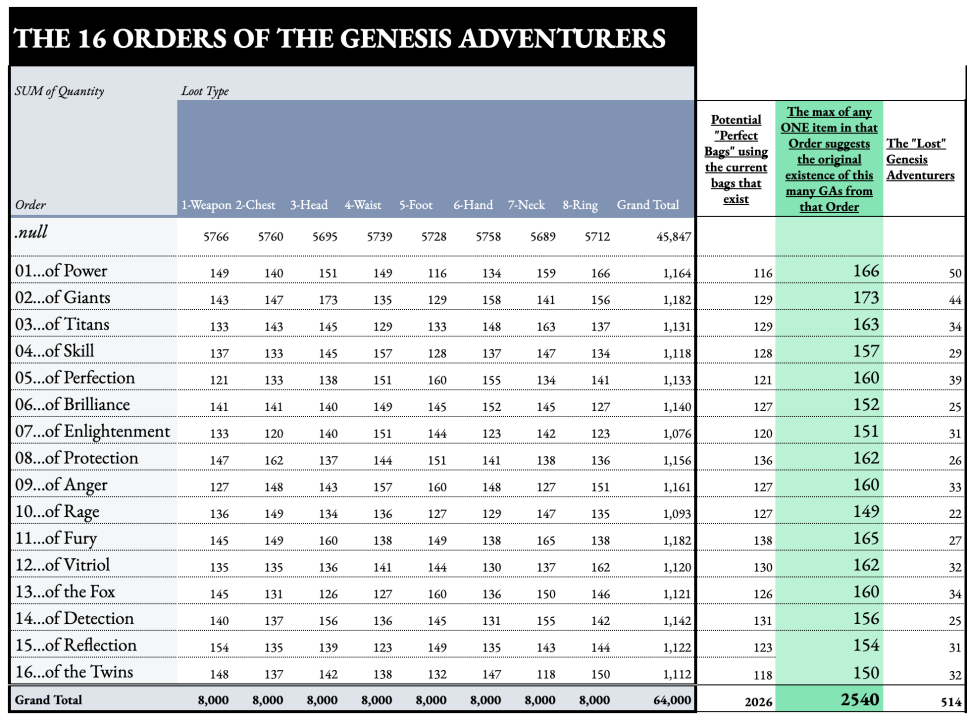 THE 16 ORDERS OF THE GENESIS ADVENTURERS
SUM of Quantity Loot Type
Order 1-Weapon 2-Chest 3-Head 4-Waist 5-Foot 6-Hand 7-Neck 8-Ring Grand Total
Potential
"Perfect
Bags" using
the current
bags that
exist
The max of any
ONE item in that
Order suggests
the original
existence of this
many GAs from
that Order
The "Lost"
Genesis
Adventurers
.null 5766 5760 5695 5739 5728 5758 5689 5712 45,847
01...of Power 149 140 151 149 116 134 159 166 1,164 116 166 50
02...of Giants 143 147 173 135 129 158 141 156 1,182 129 173 44
03...of Titans 133 143 145 129 133 148 163 137 1,131 129 163 34
04...of Skill 137 133 145 157 128 137 147 134 1,118 128 157 29
05...of Perfection 121 133 138 151 160 155 134 141 1,133 121 160 39
06...of Brilliance 141 141 140 149 145 152 145 127 1,140 127 152 25
07...of Enlightenment 133 120 140 151 144 123 142 123 1,076 120 151 31
08...of Protection 147 162 137 144 151 141 138 136 1,156 136 162 26
09...of Anger 127 148 143 157 160 148 127 151 1,161 127 160 33
10...of Rage 136 149 134 136 127 129 147 135 1,093 127 149 22
11...of Fury 145 149 160 138 149 138 165 138 1,182 138 165 27
12...of Vitriol 135 135 136 141 144 130 137 162 1,120 130 162 32
13...of the Fox 145 131 126 127 160 136 150 146 1,121 126 160 34
14...of Detection 140 137 156 136 145 131 155 142 1,142 131 156 25
15...of Reflection 154 135 139 123 149 135 143 144 1,122 123 154 31
16...of the Twins 148 137 142 138 132 147 118 150 1,112 118 150 32
Grand Total 8,000 8,000 8,000 8,000 8,000 8,000 8,000 8,000 64,000 2026 2540 514